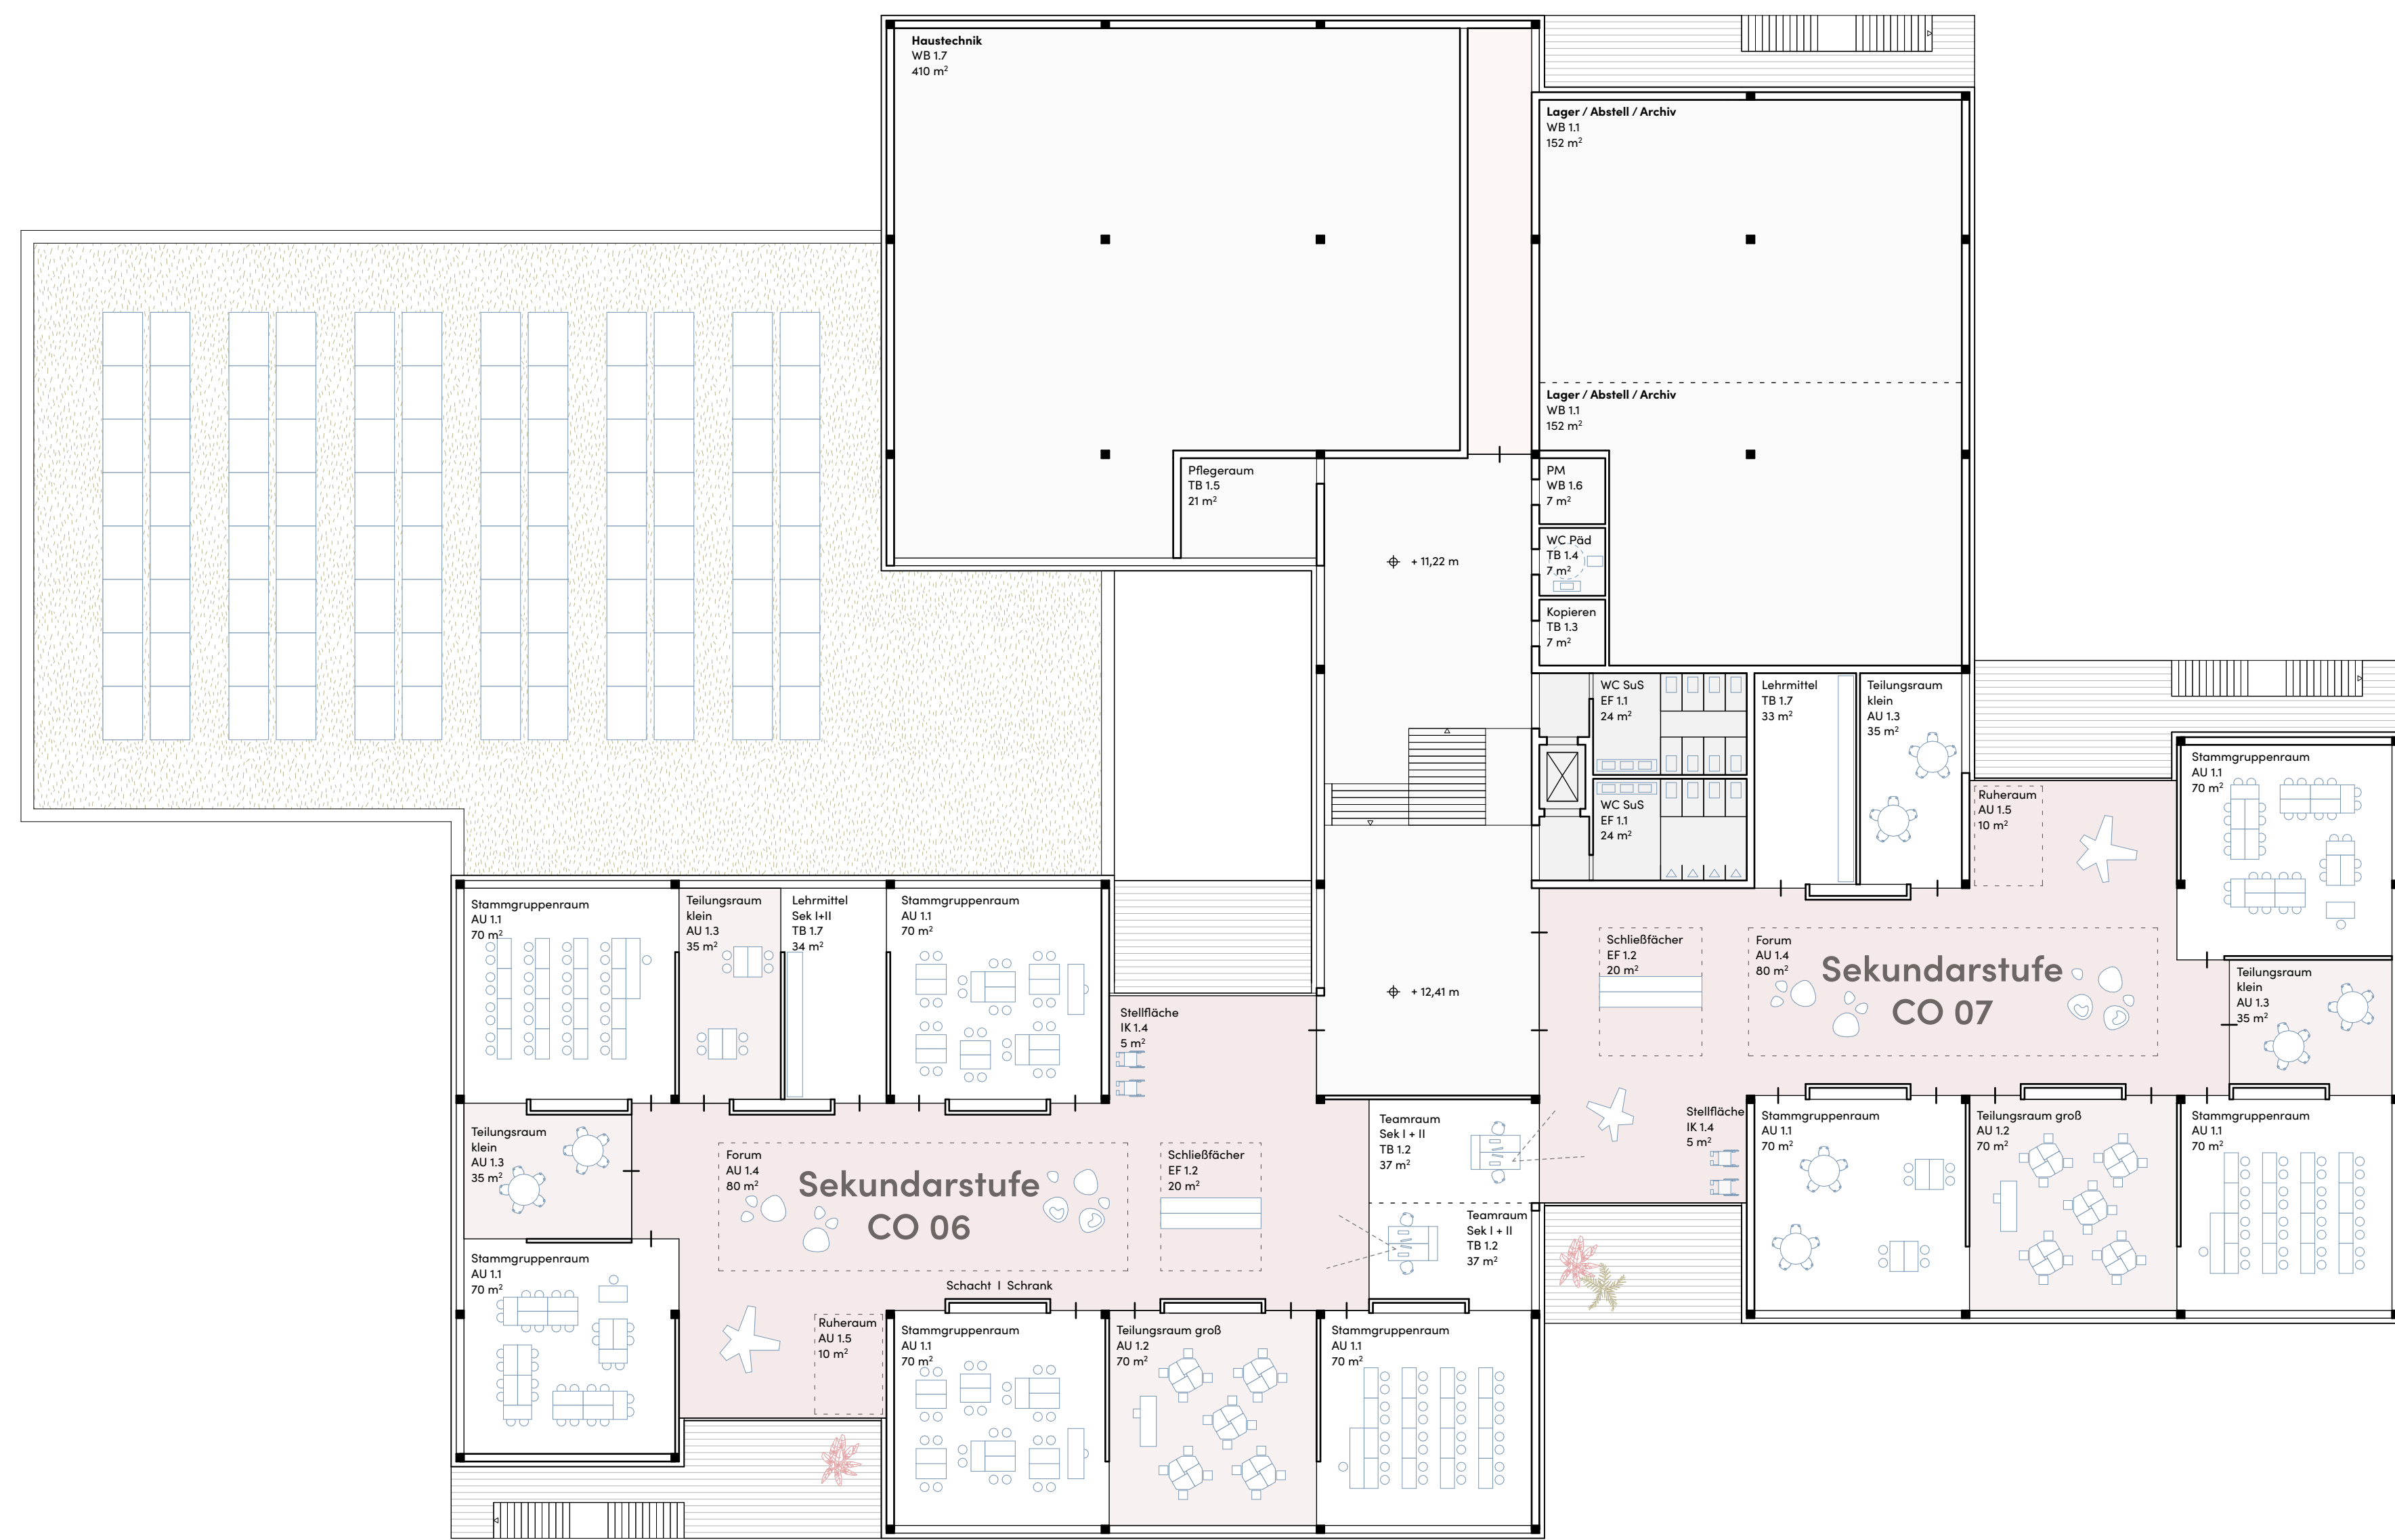 Haustechnik
WB 1.7
410 m²
Lager / Abstell / Archiv
WB 1.1
152 m²
Lager / Abstell / Archiv
WB 1.1
152 m²
Pflegeraum
TB 1.5
21 m²
PM
WB 1.6
7 m²
WC Päd
TB 1.4
7 m²
+ 11,22 m
Kopieren
TB 1.3
7 m²
WC SuS
EF 1.1
24 m²
WC SuS
EF 1.1
24 m²
Lehrmittel
TB 1.7
33 m²
Teilungsraum
klein
AU 1.3
35 m²
Ruheraum
AU 1.5
10 m²
Stammgruppenraum
AU 1.1
70 m²
Stammgruppenraum
AU 1.1
70 m²
Teilungsraum
klein
AU 1.3
35 m²
Lehrmittel
Sek I+II
TB 1.7
34 m²
Stammgruppenraum
AU 1.1
70 m²
Stellfläche
IK 1.4
5 m²
+ 12,41 m
Schließfächer
EF 1.2
20 m²
Forum
AU 1.4
80 m²
Sekundarstufe
CO 07
Teilungsraum
klein
AU 1.3
35 m²
Teilungsraum
klein
AU 1.3
35 m²
Forum
AU 1.4
80 m²
Sekundarstufe
CO 06
Schließfächer
EF 1.2
20 m²
Teamraum
Sek I + II
TB 1.2
37 m²
Teamraum
Sek I + II
TB 1.2
37 m²
Stellfläche
IK 1.4
5 m²
Stammgruppenraum
AU 1.1
70 m²
Teilungsraum groß
AU 1.2
70 m²
Stammgruppenraum
AU 1.1
70 m²
Stammgruppenraum
AU 1.1
70 m²
Schacht I Schrank
Ruheraum
AU 1.5
10 m²
Stammgruppenraum
AU 1.1
70 m²
Teilungsraum groß
AU 1.2
70 m²
Stammgruppenraum
AU 1.1
70 m²